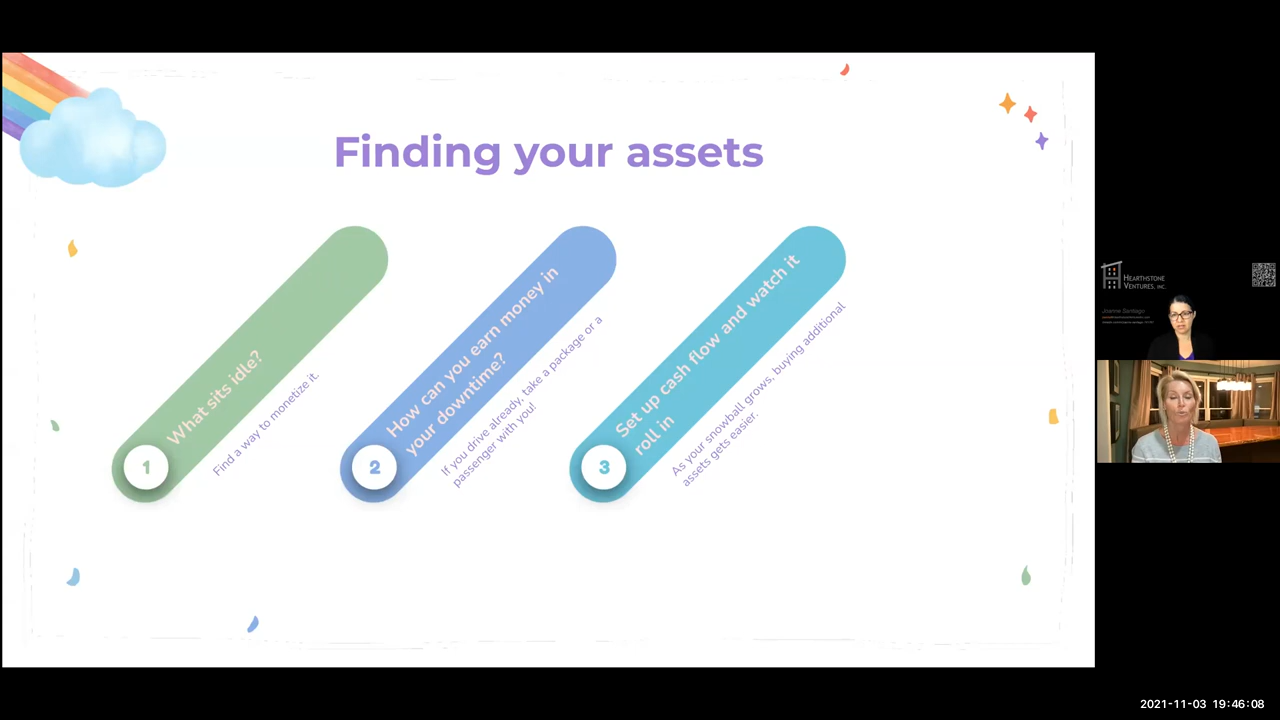 Finding your assets
1
What sits idle?
Find a way to monetize it.
2
How can you earn money in
your downtime?
If you drive already, take a package or a
passenger with you!
3
Set up cash flow and watch it
roll in
As your snowball grows, buying additional
assets gets easier.
HEARTHSTONE
VENTURES, INC.
Joanne Santiago
2021-11-03 19:46:08